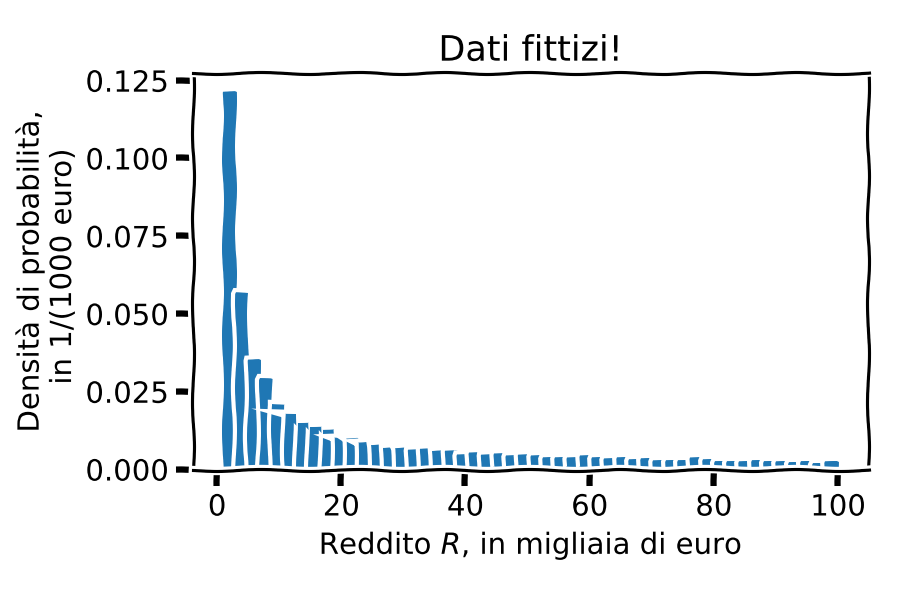 Dati fittizi!
Densità di probabilità,
in 1/(1000 euro)
0.125
0.100
0.075
0.050
0.025
0.000
0 20 40 60 80 100
Reddito R, in migliaia di euro